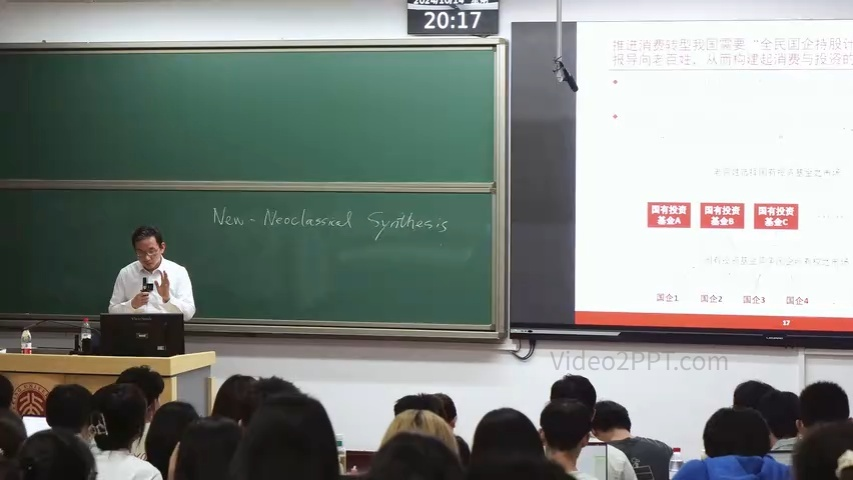 2024/10/14
20:17
推进消费转型我国需要“全民国企持股计
报导向老百姓，从而构建起消费与投资的
New-Neoclassical Synthesis
国有投资
基金A
国有投资
基金B
国有投资
基金C
......
国企1
国企2
国企3
国企4
17
Video2PPT.com